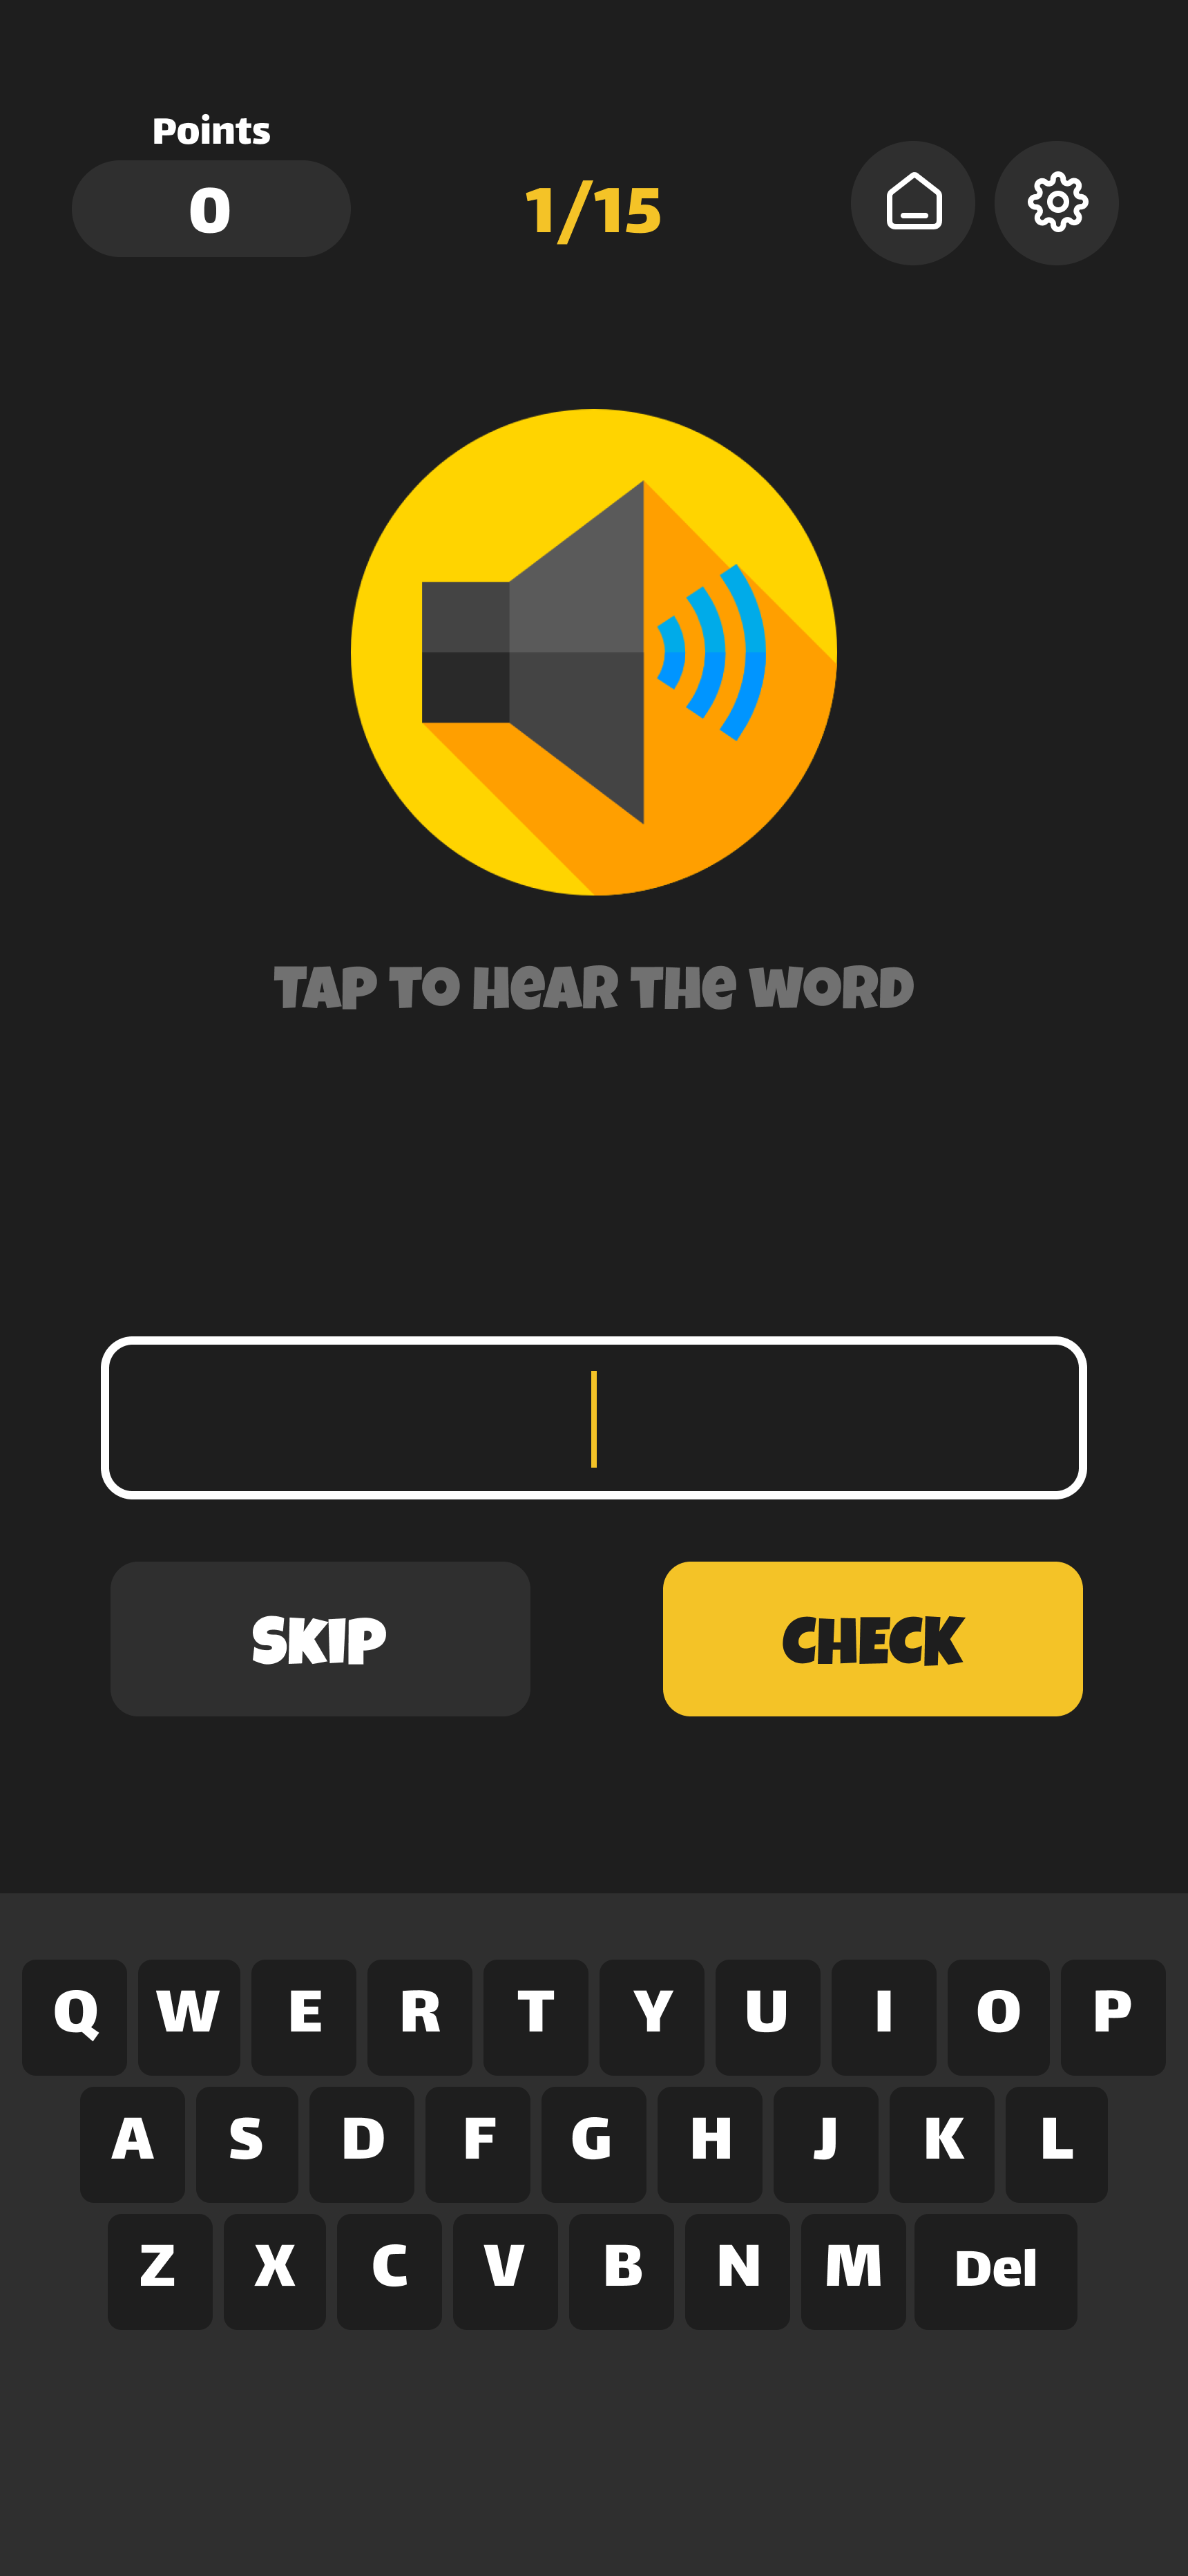 Points
0
1/15
TAP TO HeAR THe WORD
SKIP
CHECK
Q W E R T Y U I O P
A S D F G H J K L
Z X C V B N M Del